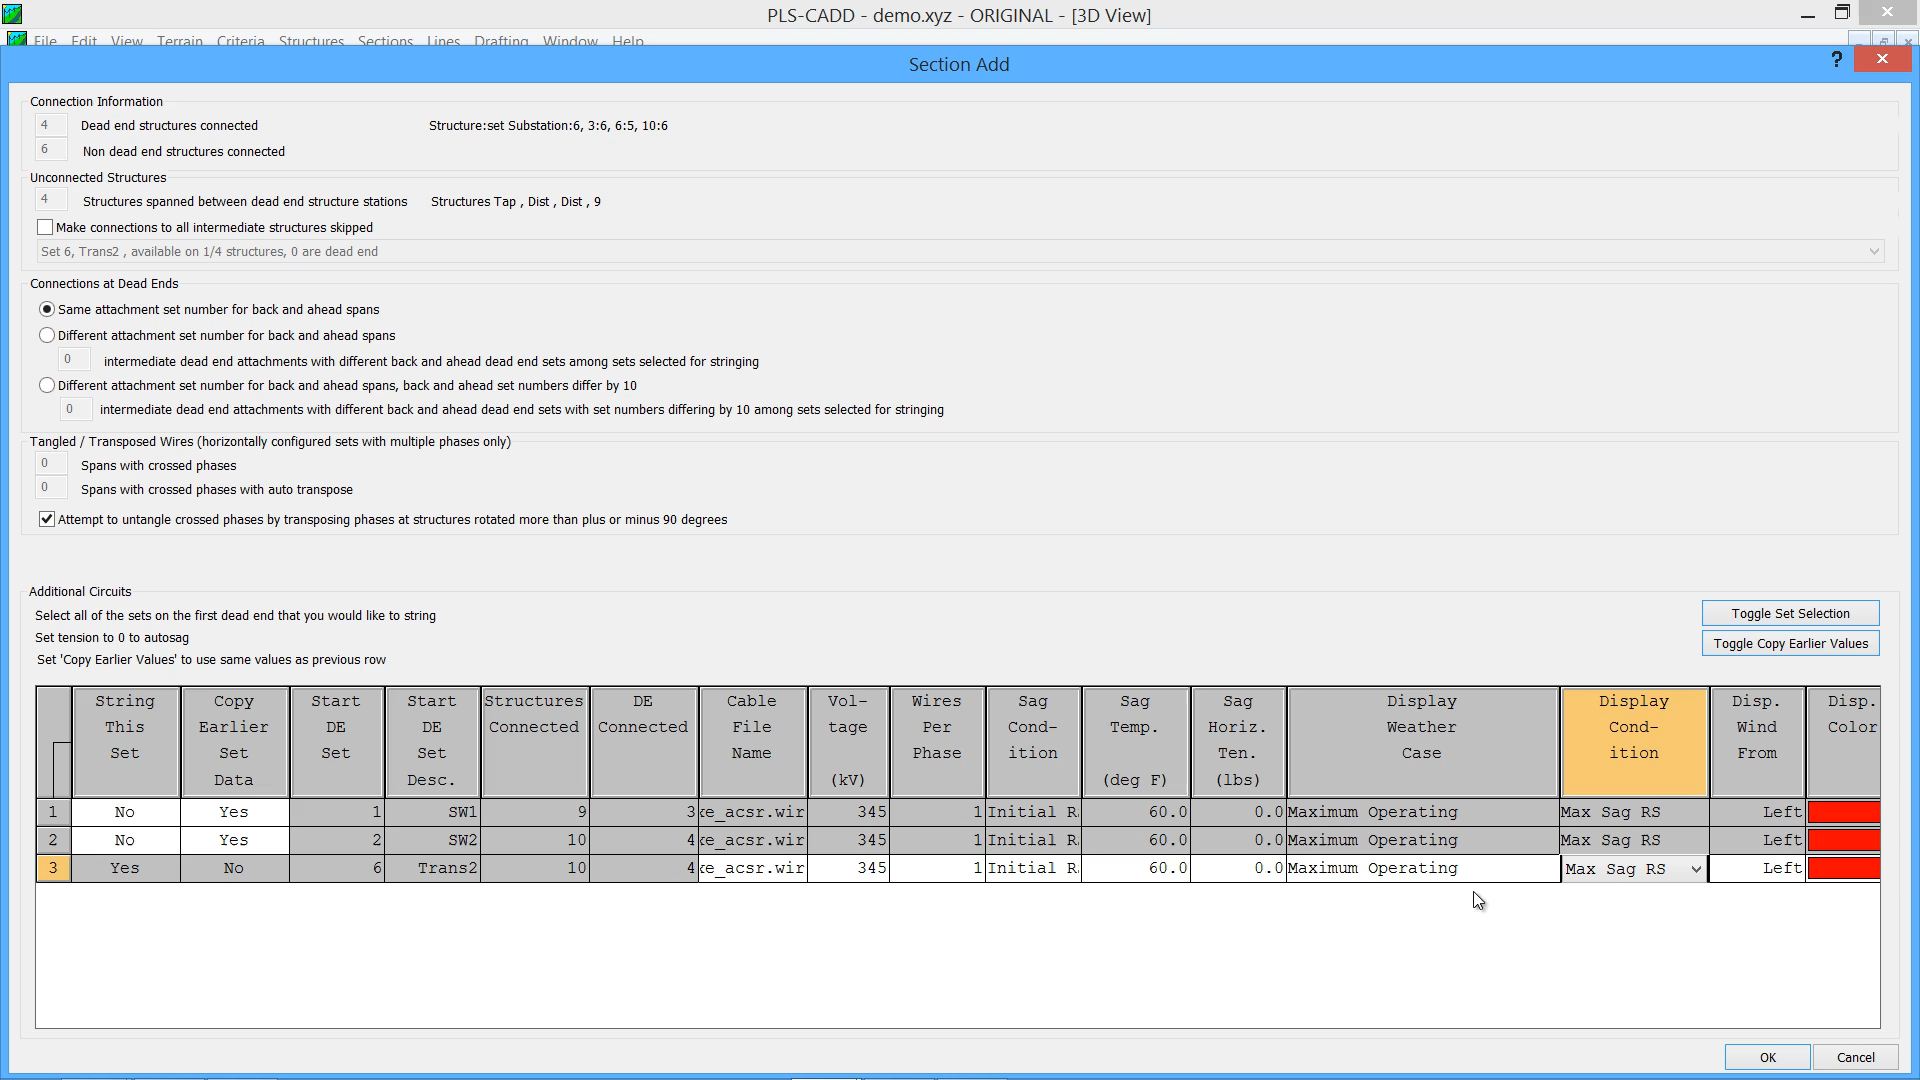 PLS-CADD - demo.xyz - ORIGINAL - [3D View]
File Edit View Terrain Criteria Structures Sections Lines Drafting Window Help
Section Add
?
Connection Information
4 Dead end structures connected Structure:set Substation:6, 3:6, 6:5, 10:6
6 Non dead end structures connected
Unconnected Structures
4 Structures spanned between dead end structure stations Structures Tap , Dist , Dist , 9
Make connections to all intermediate structures skipped
Set 6, Trans2 , available on 1/4 structures, 0 are dead end
Connections at Dead Ends
Same attachment set number for back and ahead spans
Different attachment set number for back and ahead spans
0 intermediate dead end attachments with different back and ahead dead end sets among sets selected for stringing
Different attachment set number for back and ahead spans, back and ahead set numbers differ by 10
0 intermediate dead end attachments with different back and ahead dead end sets with set numbers differing by 10 among sets selected for stringing
Tangled / Transposed Wires (horizontally configured sets with multiple phases only)
0 Spans with crossed phases
0 Spans with crossed phases with auto transpose
Attempt to untangle crossed phases by transposing phases at structures rotated more than plus or minus 90 degrees
Additional Circuits
Select all of the sets on the first dead end that you would like to string
Toggle Set Selection
Set tension to 0 to autosag
Toggle Copy Earlier Values
Set 'Copy Earlier Values' to use same values as previous row
String Copy Start Start Structures DE Cable Vol- Wires Sag Sag Sag Display Display Disp. Disp.
This Earlier DE DE Connected Connected File tage Per Cond- Temp. Horiz. Weather Cond- Wind Color
Set Set Set Set Name Phase ition Ten. Case ition From
Data Desc. (kV) (deg F) (lbs)
1 No Yes 1 SW1 9 3 ke_acsr.wir 345 1 Initial R 60.0 0.0 Maximum Operating Max Sag RS Left
2 No Yes 2 SW2 10 4 ke_acsr.wir 345 1 Initial R 60.0 0.0 Maximum Operating Max Sag RS Left
3 Yes No 6 Trans2 10 4 ke_acsr.wir 345 1 Initial R 60.0 0.0 Maximum Operating Max Sag RS Left
OK Cancel